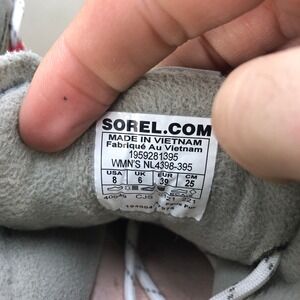 SOREL.COM
MADE IN VIETNAM
Fabriqué Au Vietnam
1959281395
WMN'S NL4398-395
USA UK EUR CM
8 6 39 25